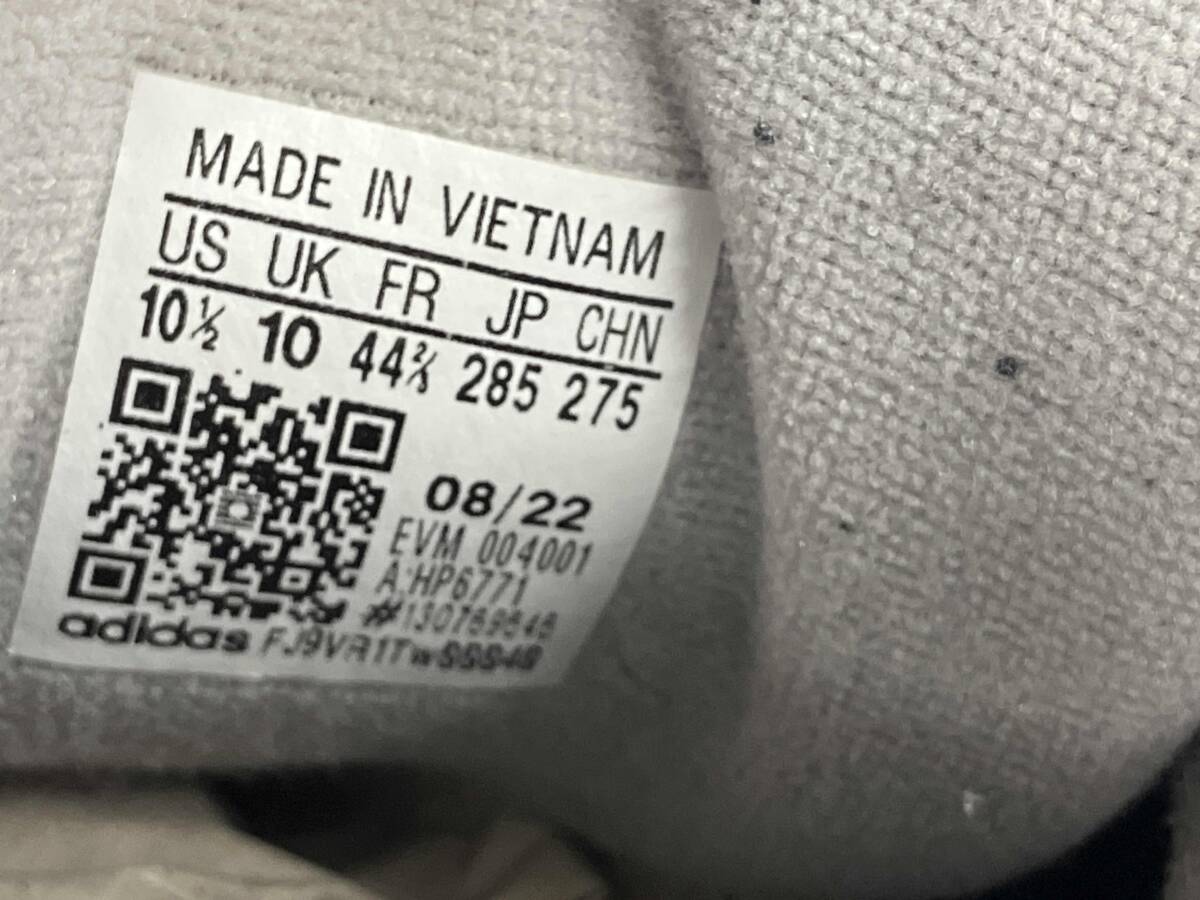 MADE IN VIETNAM
US UK FR JP CHN
10½ 10 44⅔ 285 275
08/22
EVM 004001
A:HP6771
adidas